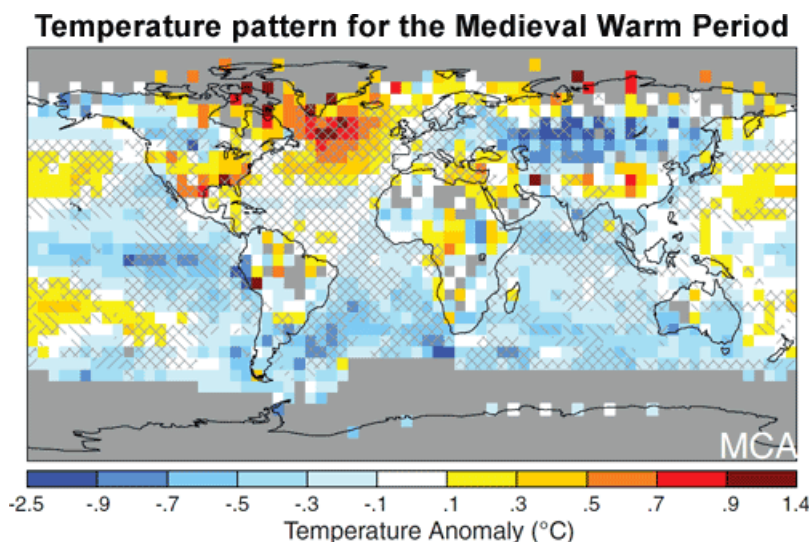 Temperature pattern for the Medieval Warm Period
MCA
-2.5 -.9 -.7 -.5 -.3 -.1 .1 .3 .5 .7 .9 1.4
Temperature Anomaly (°C)